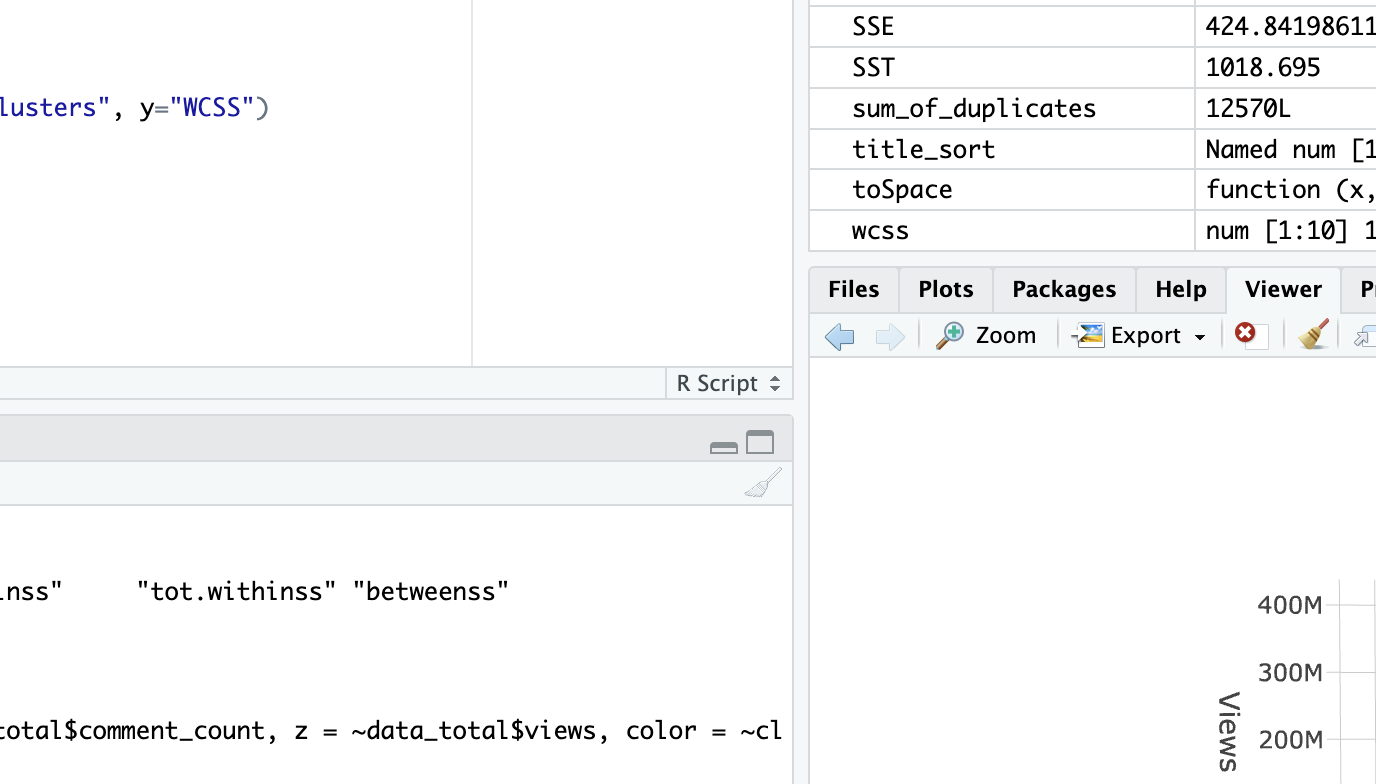 lusters", y="WCSS")
R Script
nss" "tot.withinss" "betweenss"
total$comment_count, z = ~data_total$views, color = ~cl
SSE 424.84198611
SST 1018.695
sum_of_duplicates 12570L
title_sort Named num [1
toSpace function (x,
wcss num [1:10] 1
Files Plots Packages Help Viewer P
Zoom Export
400M
300M
200M
Views